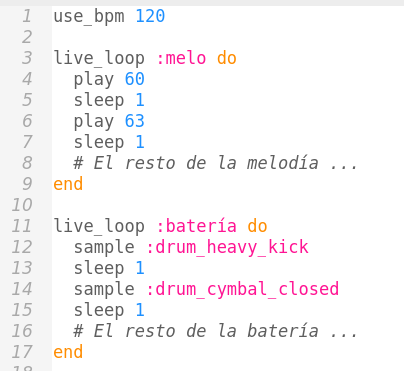 1 use_bpm 120
2
3 live_loop :melo do
4   play 60
5   sleep 1
6   play 63
7   sleep 1
8   # El resto de la melodía ...
9 end
10
11 live_loop :batería do
12   sample :drum_heavy_kick
13   sleep 1
14   sample :drum_cymbal_closed
15   sleep 1
16   # El resto de la batería ...
17 end